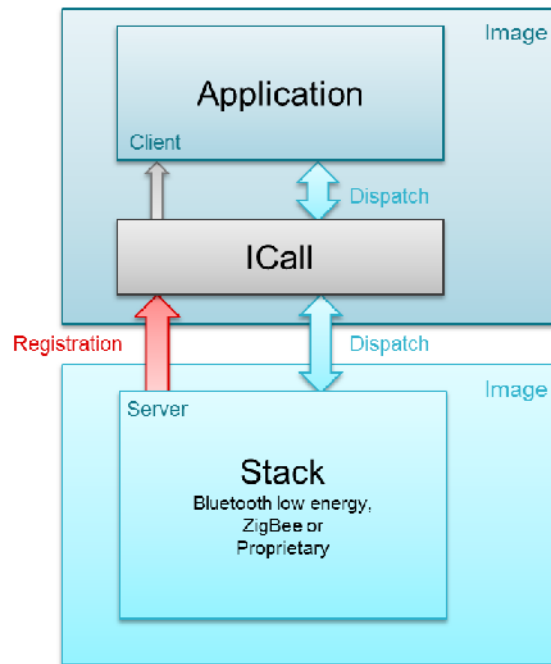 Image
Application
Client
Dispatch
ICall
Registration
Dispatch
Image
Server
Stack
Bluetooth low energy,
ZigBee or
Proprietary